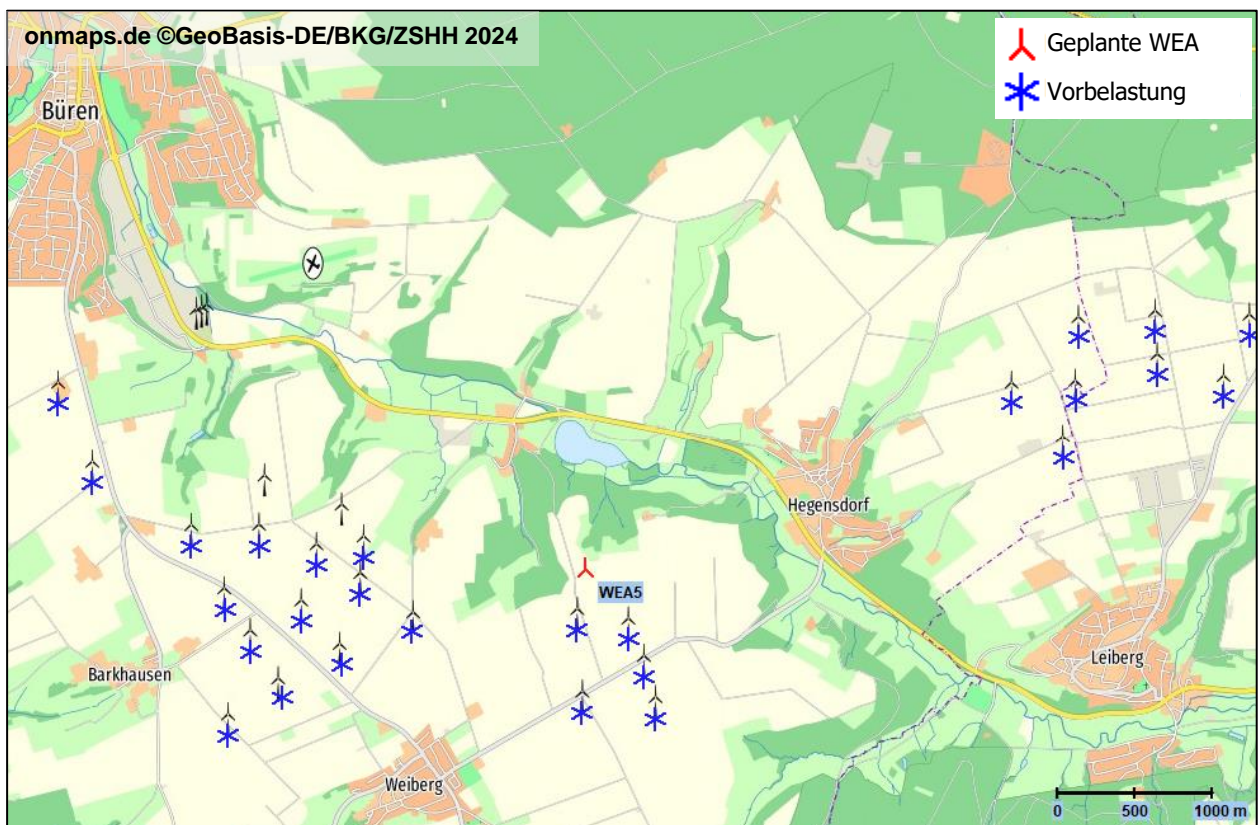 onmaps.de ©GeoBasis-DE/BKG/ZSHH 2024
Geplante WEA
Vorbelastung
Büren
Hegensdorf
WEA5
Barkhausen
Leiberg
Weiberg
0 500 1000 m